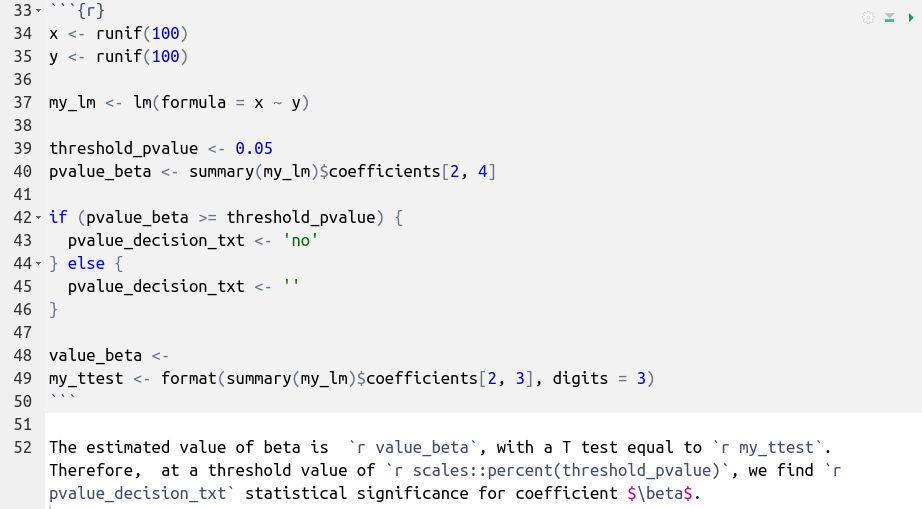 33 ```{r}
34 x <- runif(100)
35 y <- runif(100)
36
37 my_lm <- lm(formula = x ~ y)
38
39 threshold_pvalue <- 0.05
40 pvalue_beta <- summary(my_lm)$coefficients[2, 4]
41
42 if (pvalue_beta >= threshold_pvalue) {
43   pvalue_decision_txt <- 'no'
44 } else {
45   pvalue_decision_txt <- ''
46 }
47
48 value_beta <-
49 my_ttest <- format(summary(my_lm)$coefficients[2, 3], digits = 3)
50 ```
51
52 The estimated value of beta is  `r value_beta`, with a T test equal to `r my_ttest`.
Therefore,  at a threshold value of `r scales::percent(threshold_pvalue)`, we find `r
pvalue_decision_txt` statistical significance for coefficient $\beta$.